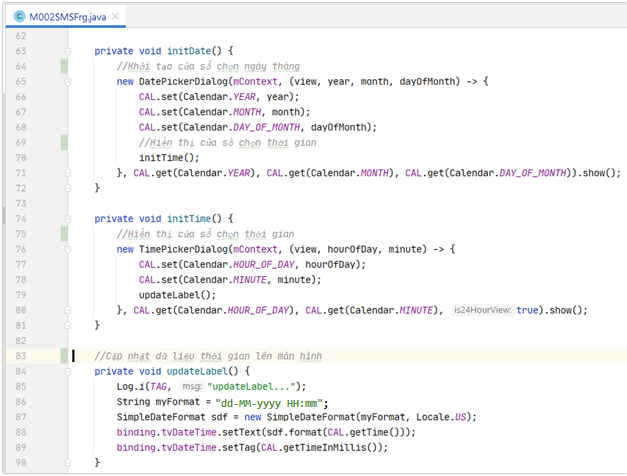 M002SMSFrg.java
62
63 private void initDate() {
64 //Khởi tạo cửa sổ chọn ngày tháng
65 new DatePickerDialog(mContext, (view, year, month, dayOfMonth) -> {
66 CAL.set(Calendar.YEAR, year);
67 CAL.set(Calendar.MONTH, month);
68 CAL.set(Calendar.DAY_OF_MONTH, dayOfMonth);
69 //Hiển thị cửa sổ chọn thời gian
70 initTime();
71 }, CAL.get(Calendar.YEAR), CAL.get(Calendar.MONTH), CAL.get(Calendar.DAY_OF_MONTH)).show();
72 }
73
74 private void initTime() {
75 //Hiển thị cửa sổ chọn thời gian
76 new TimePickerDialog(mContext, (view, hourOfDay, minute) -> {
77 CAL.set(Calendar.HOUR_OF_DAY, hourOfDay);
78 CAL.set(Calendar.MINUTE, minute);
79 updateLabel();
80 }, CAL.get(Calendar.HOUR_OF_DAY), CAL.get(Calendar.MINUTE), is24HourView: true).show();
81 }
82
83 //Cập nhật dữ liệu thời gian lên màn hình
84 private void updateLabel() {
85 Log.i(TAG, msg: "updateLabel...");
86 String myFormat = "dd-MM-yyyy HH:mm";
87 SimpleDateFormat sdf = new SimpleDateFormat(myFormat, Locale.US);
88 binding.tvDateTime.setText(sdf.format(CAL.getTime()));
89 binding.tvDateTime.setTag(CAL.getTimeInMillis());
98 }